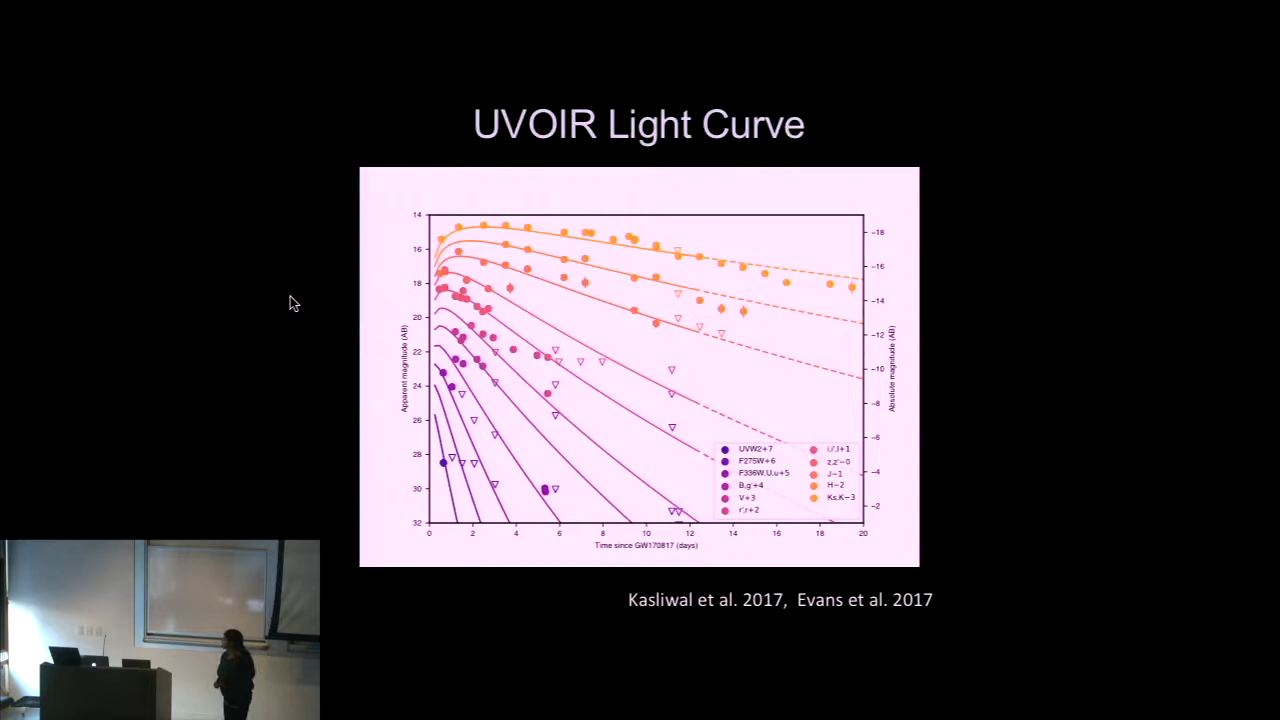 UVOIR Light Curve
14
16
18
20
22
24
26
28
30
32
Apparent magnitude (AB)
−18
−16
−14
−12
−10
−8
−6
−4
−2
Absolute magnitude (AB)
UVW2+7
F275W+6
F336W,U,u+5
B,g'+4
V+3
r',r+2
i,i',I+1
z,z'−0
J−1
H−2
Ks,K−3
0 2 4 6 8 10 12 14 16 18 20
Time since GW170817 (days)
Kasliwal et al. 2017, Evans et al. 2017